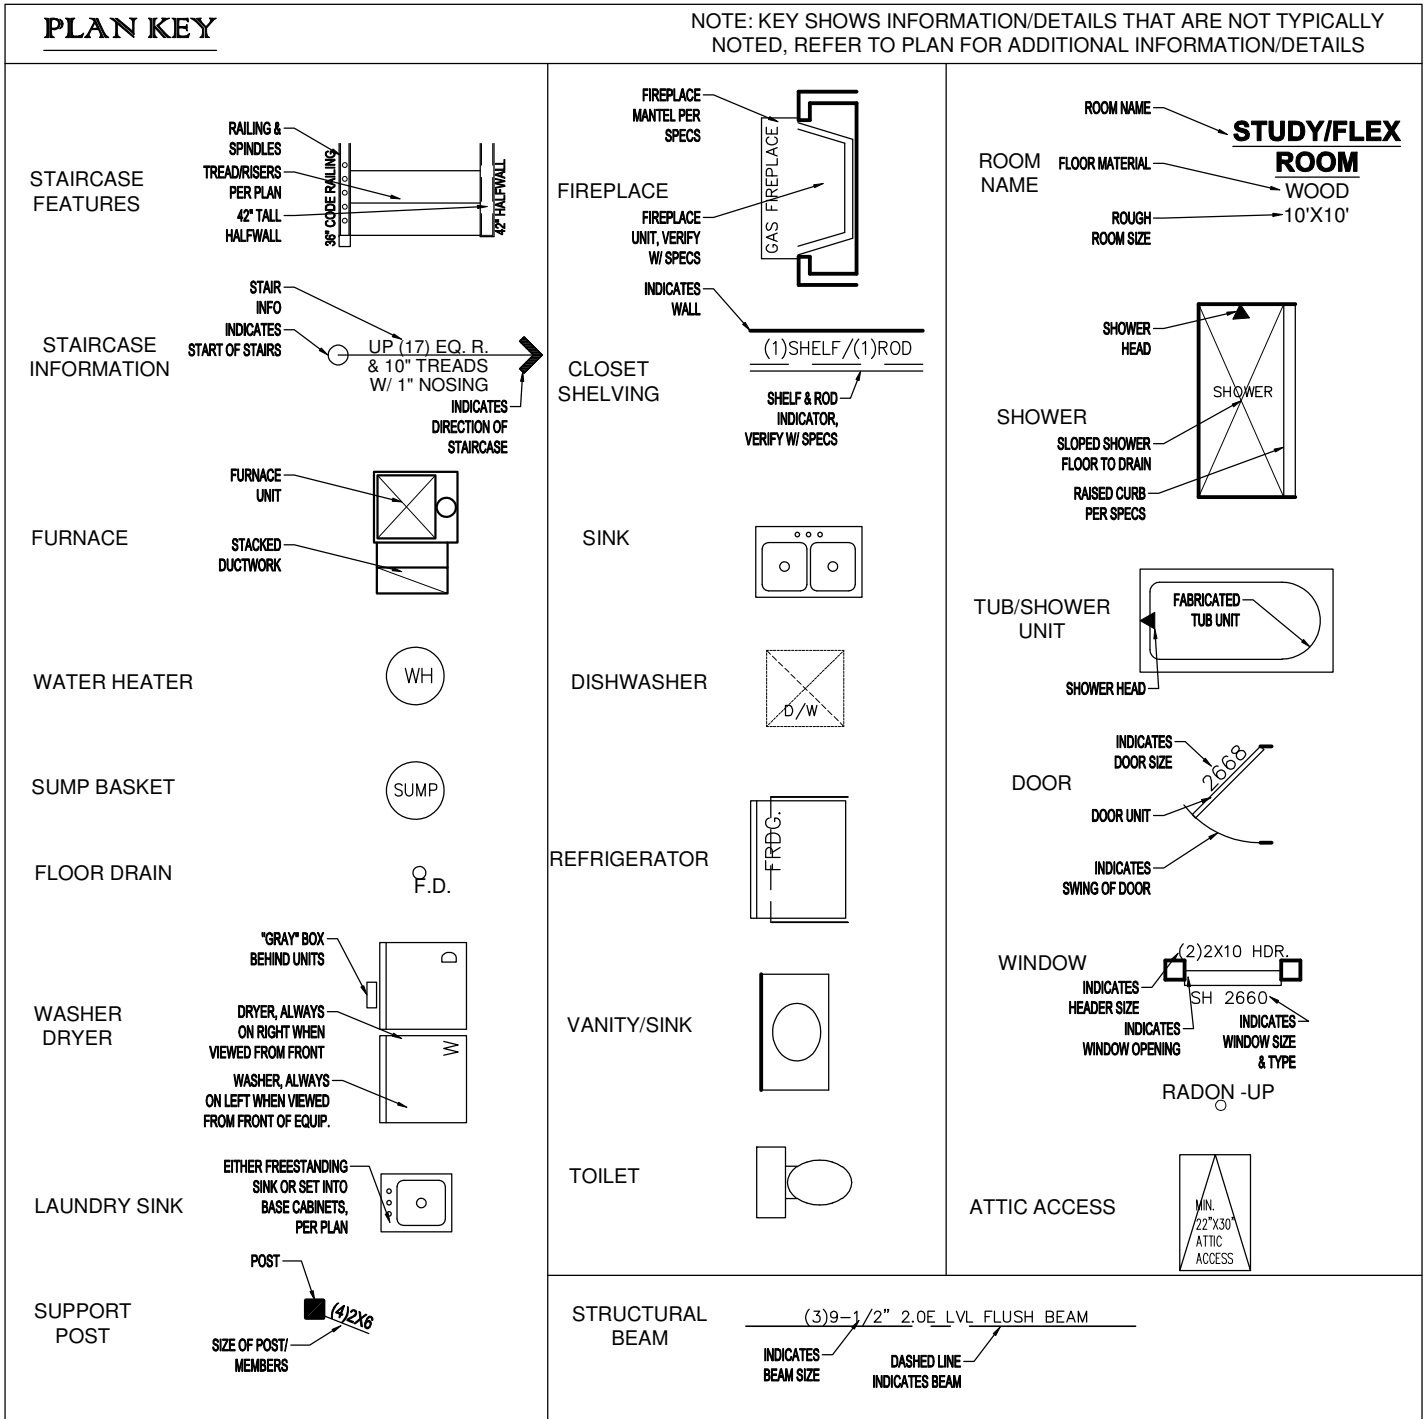 PLAN KEY
NOTE: KEY SHOWS INFORMATION/DETAILS THAT ARE NOT TYPICALLY
NOTED, REFER TO PLAN FOR ADDITIONAL INFORMATION/DETAILS
STAIRCASE
FEATURES
RAILING &
SPINDLES
TREAD/RISERS
PER PLAN
42" TALL
HALFWALL
36" CODE RAILING
42" HALFWALL
STAIRCASE
INFORMATION
STAIR
INFO
INDICATES
START OF STAIRS
UP (17) EQ. R.
& 10" TREADS
W/ 1" NOSING
INDICATES
DIRECTION OF
STAIRCASE
FURNACE
FURNACE
UNIT
STACKED
DUCTWORK
WATER HEATER
WH
SUMP BASKET
SUMP
FLOOR DRAIN
F.D.
WASHER
DRYER
"GRAY" BOX
BEHIND UNITS
DRYER, ALWAYS
ON RIGHT WHEN
VIEWED FROM FRONT
WASHER, ALWAYS
ON LEFT WHEN VIEWED
FROM FRONT OF EQUIP.
D
W
LAUNDRY SINK
EITHER FREESTANDING
SINK OR SET INTO
BASE CABINETS,
PER PLAN
SUPPORT
POST
POST
(4)2X6
SIZE OF POST/
MEMBERS
FIREPLACE
FIREPLACE
MANTEL PER
SPECS
FIREPLACE
UNIT, VERIFY
W/ SPECS
GAS FIREPLACE
CLOSET
SHELVING
INDICATES
WALL
(1)SHELF/(1)ROD
SHELF & ROD
INDICATOR,
VERIFY W/ SPECS
SINK
DISHWASHER
D/W
REFRIGERATOR
FRDG.
VANITY/SINK
TOILET
STRUCTURAL
BEAM
(3)9-1/2" 2.0E LVL FLUSH BEAM
INDICATES
BEAM SIZE
DASHED LINE
INDICATES BEAM
ROOM
NAME
ROOM NAME
FLOOR MATERIAL
ROUGH
ROOM SIZE
STUDY/FLEX
ROOM
WOOD
10'X10'
SHOWER
SHOWER
HEAD
SHOWER
SLOPED SHOWER
FLOOR TO DRAIN
RAISED CURB
PER SPECS
TUB/SHOWER
UNIT
FABRICATED
TUB UNIT
SHOWER HEAD
DOOR
INDICATES
DOOR SIZE
2668
DOOR UNIT
INDICATES
SWING OF DOOR
WINDOW
(2)2X10 HDR.
INDICATES
HEADER SIZE
SH 2660
INDICATES
WINDOW OPENING
INDICATES
WINDOW SIZE
& TYPE
RADON -UP
ATTIC ACCESS
MIN.
22"X30"
ATTIC
ACCESS